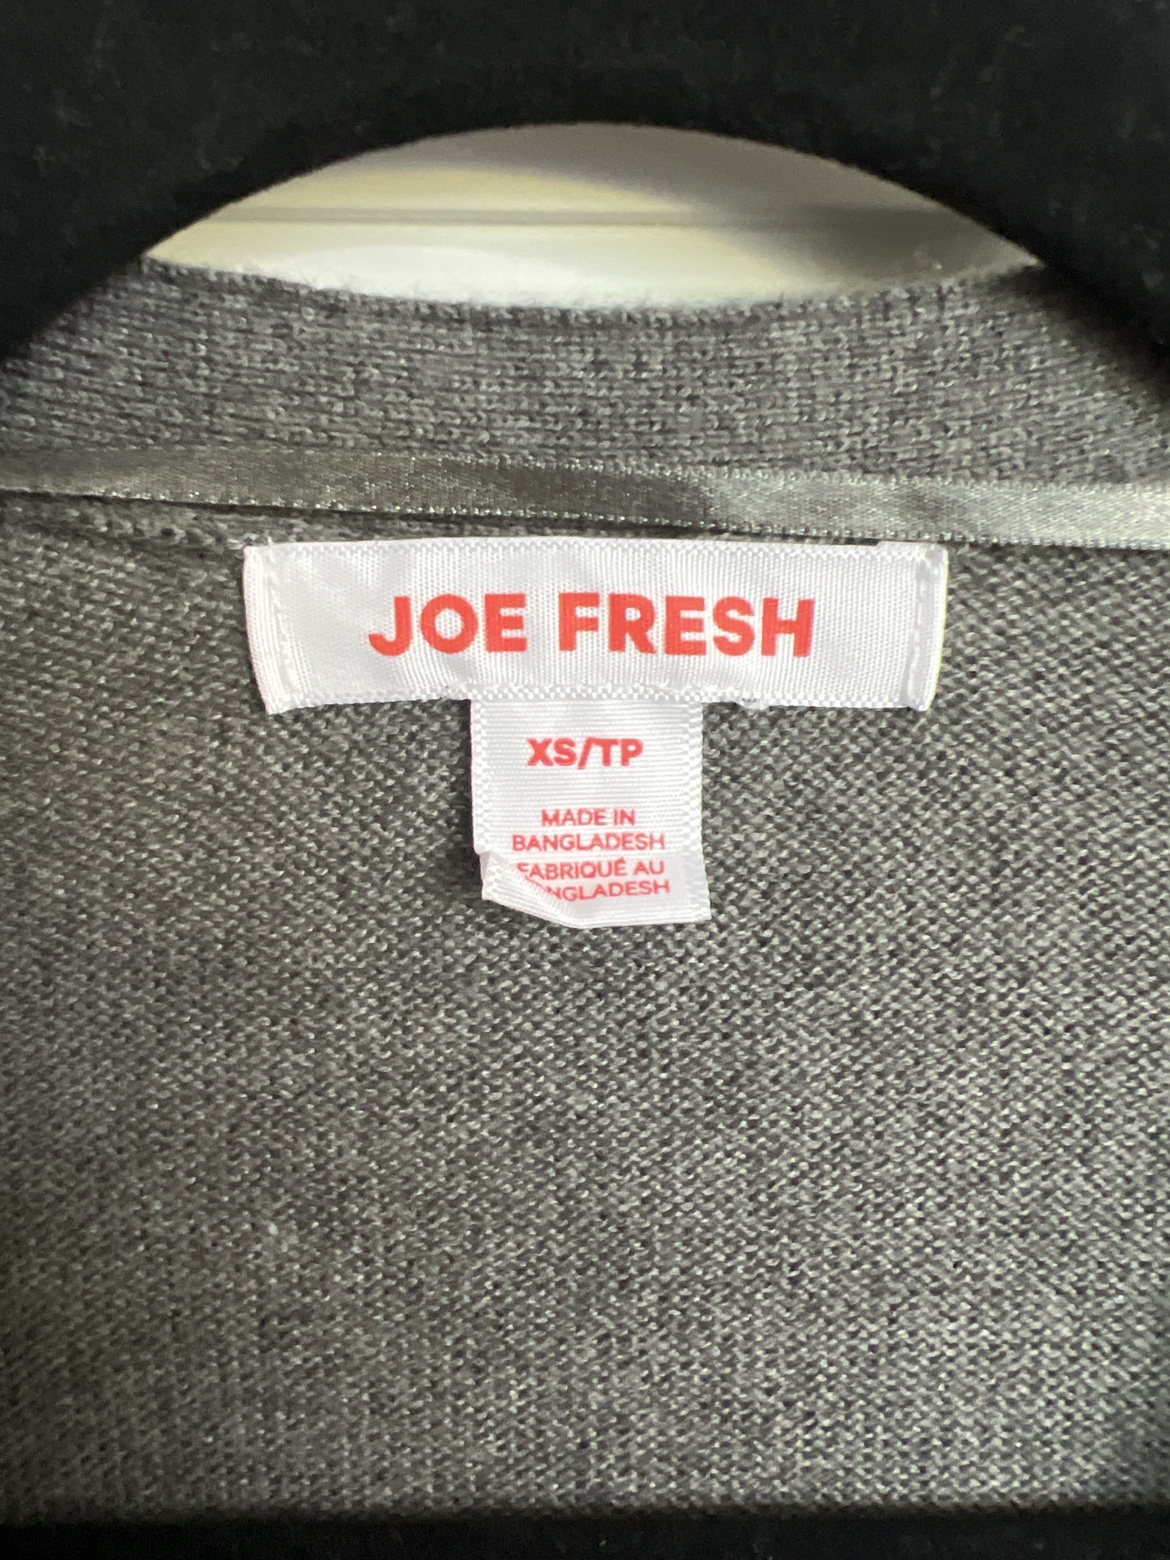 JOE FRESH
XS/TP
MADE IN
BANGLADESH
FABRIQUÉ AU